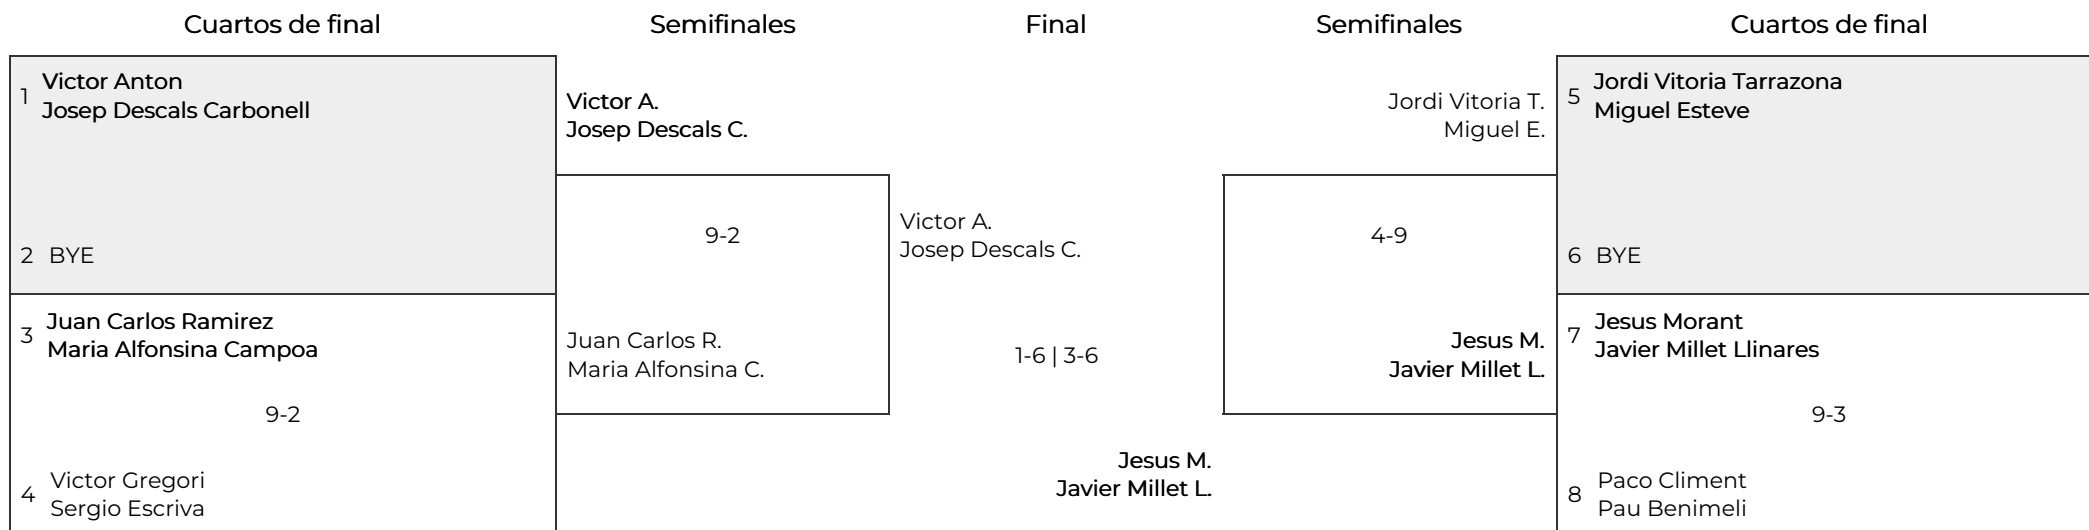 Cuartos de final
Semifinales
Final
Semifinales
Cuartos de final
1
Victor Anton
Josep Descals Carbonell
2 BYE
3
Juan Carlos Ramirez
Maria Alfonsina Campoa
9-2
4
Victor Gregori
Sergio Escriva
Victor A.
Josep Descals C.
9-2
Juan Carlos R.
Maria Alfonsina C.
Victor A.
Josep Descals C.
1-6 | 3-6
Jesus M.
Javier Millet L.
Jordi Vitoria T.
Miguel E.
4-9
Jesus M.
Javier Millet L.
5
Jordi Vitoria Tarrazona
Miguel Esteve
6 BYE
7
Jesus Morant
Javier Millet Llinares
9-3
8
Paco Climent
Pau Benimeli